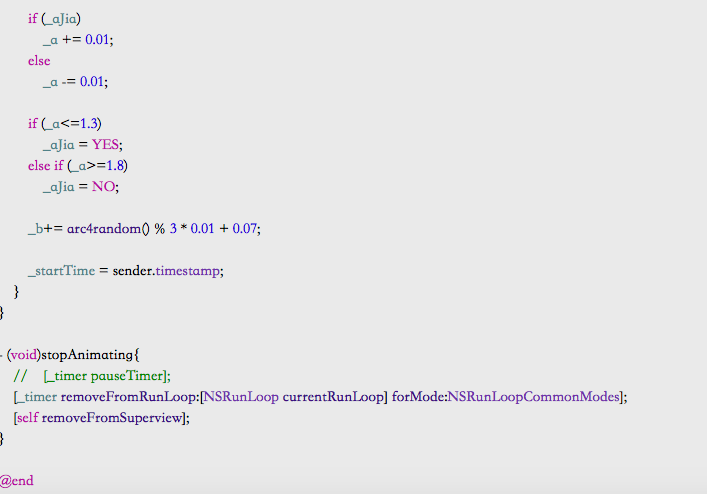 if (_aJia)
_a += 0.01;
else
_a -= 0.01;
if (_a<=1.3)
_aJia = YES;
else if (_a>=1.8)
_aJia = NO;
_b+= arc4random() % 3 * 0.01 + 0.07;
_startTime = sender.timestamp;
}
}
- (void)stopAnimating{
// [_timer pauseTimer];
[_timer removeFromRunLoop:[NSRunLoop currentRunLoop] forMode:NSRunLoopCommonModes];
[self removeFromSuperview];
}
@end